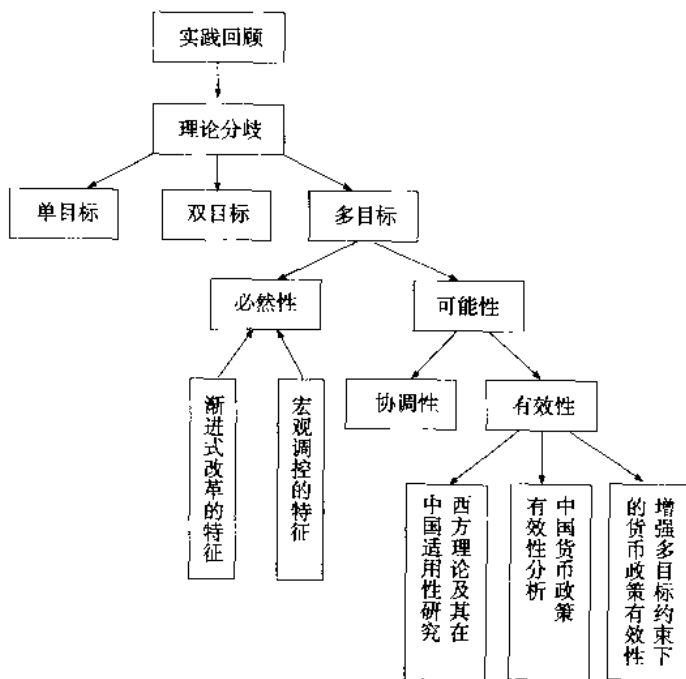 实践回顾
理论分歧
单目标
双目标
多目标
必然性
可能性
渐进式改革的特征
宏观调控的特征
协调性
有效性
西方理论及其在
中国适用性研究
中国货币政策
有效性分析
增强多目标约束下
的货币政策有效性